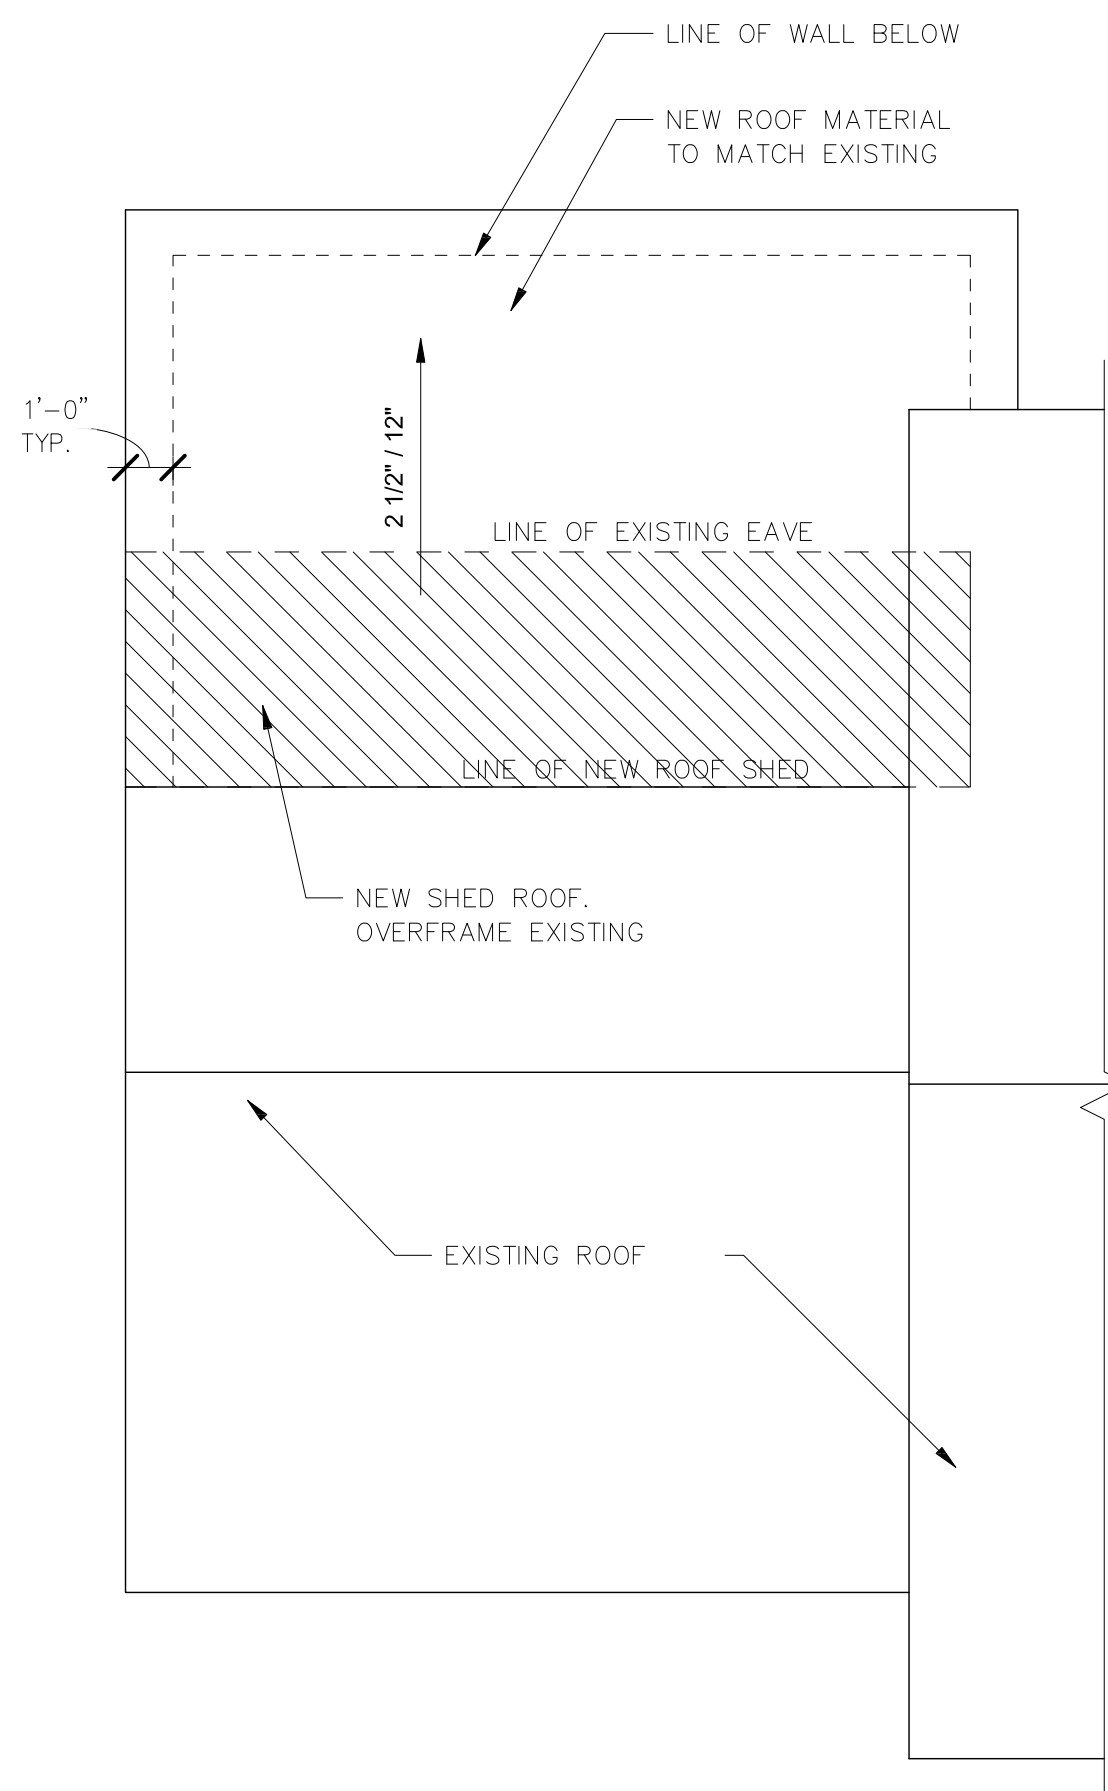 LINE OF WALL BELOW
NEW ROOF MATERIAL
TO MATCH EXISTING
1'-0"
TYP.
2 1/2" / 12"
LINE OF EXISTING EAVE
LINE OF NEW ROOF SHED
NEW SHED ROOF.
OVERFRAME EXISTING
EXISTING ROOF